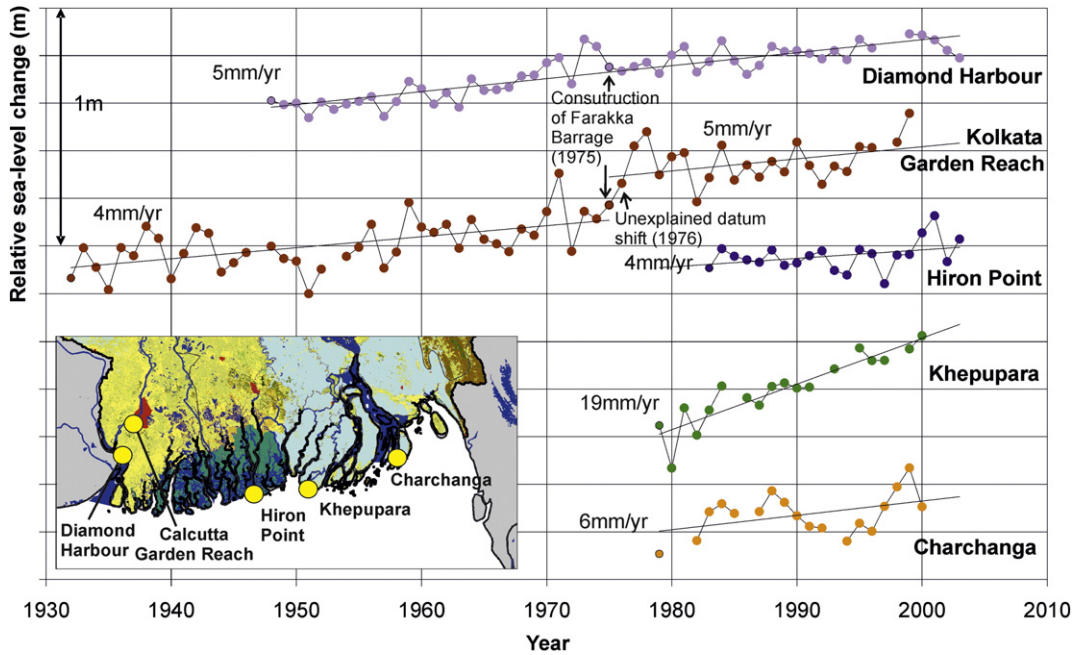 Relative sea-level change (m)
1m
5mm/yr
Diamond Harbour
Consutruction
of Farakka
Barrage
(1975)
5mm/yr
Kolkata
Garden Reach
4mm/yr
Unexplained datum
shift (1976)
4mm/yr
Hiron Point
19mm/yr
Khepupara
6mm/yr
Charchanga
Diamond
Harbour
Calcutta
Garden Reach
Hiron
Point
Khepupara
Charchanga
1930 1940 1950 1960 1970 1980 1990 2000 2010
Year